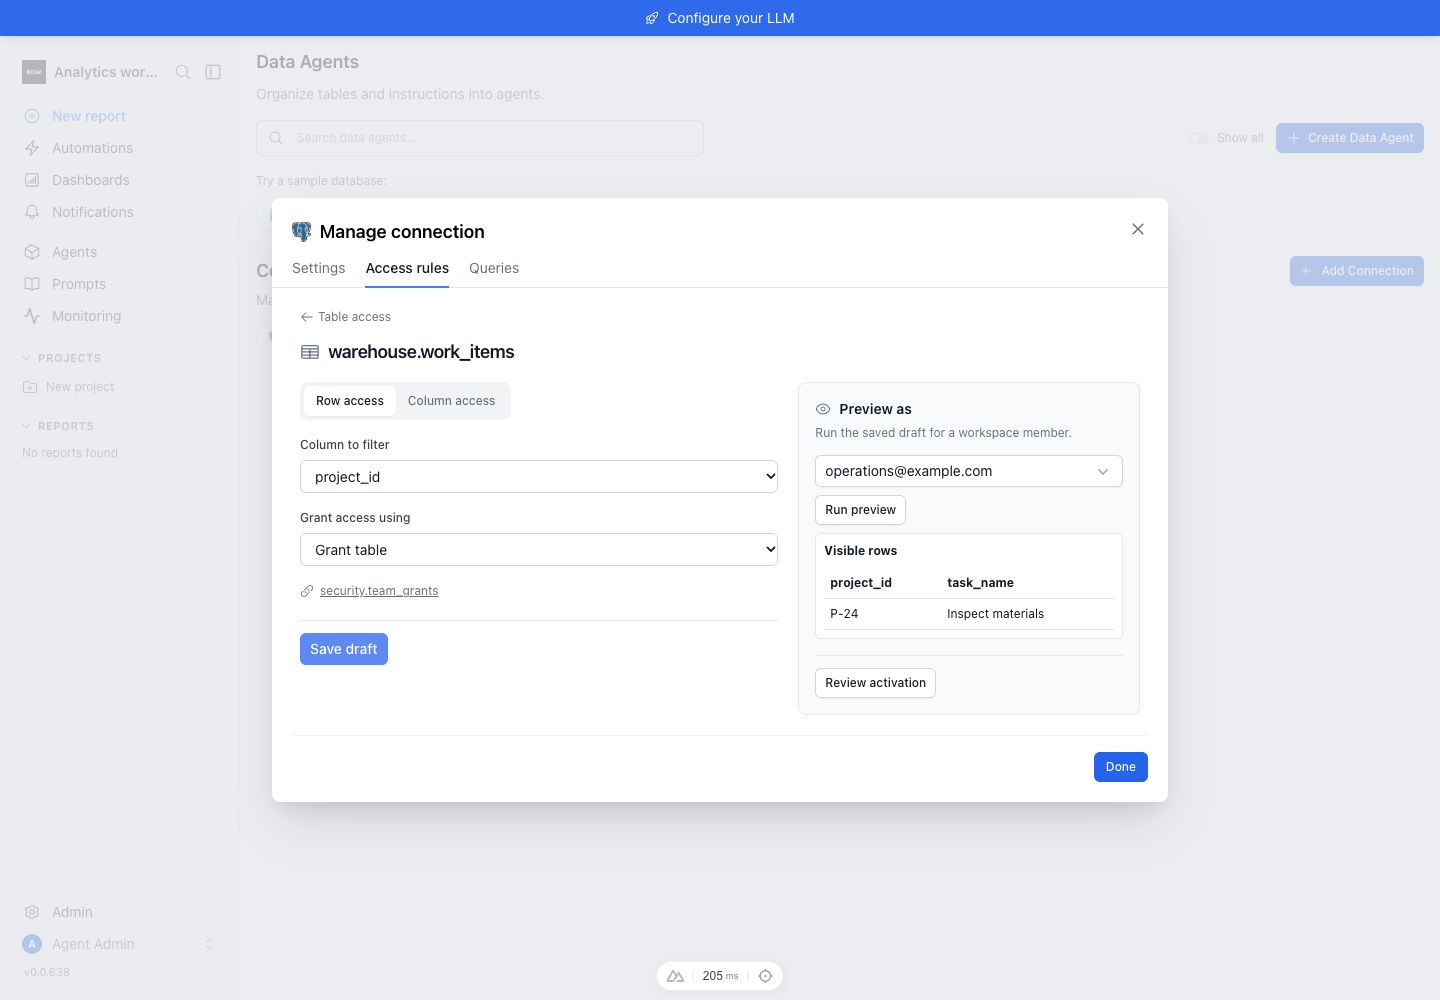 Configure your LLM
BOW
Analytics wor...
New report
Automations
Dashboards
Notifications
Agents
Prompts
Monitoring
PROJECTS
New project
REPORTS
No reports found
Admin
A
Agent Admin
v0.0.638
Data Agents
Organize tables and instructions into agents.
Search data agents...
Show all
Create Data Agent
Try a sample database:
Add Connection
Manage connection
Settings
Access rules
Queries
Table access
warehouse.work_items
Row access
Column access
Column to filter
project_id
Grant access using
Grant table
security.team_grants
Save draft
Preview as
Run the saved draft for a workspace member.
operations@example.com
Run preview
Visible rows
project_id task_name
P-24 Inspect materials
Review activation
Done
205 ms